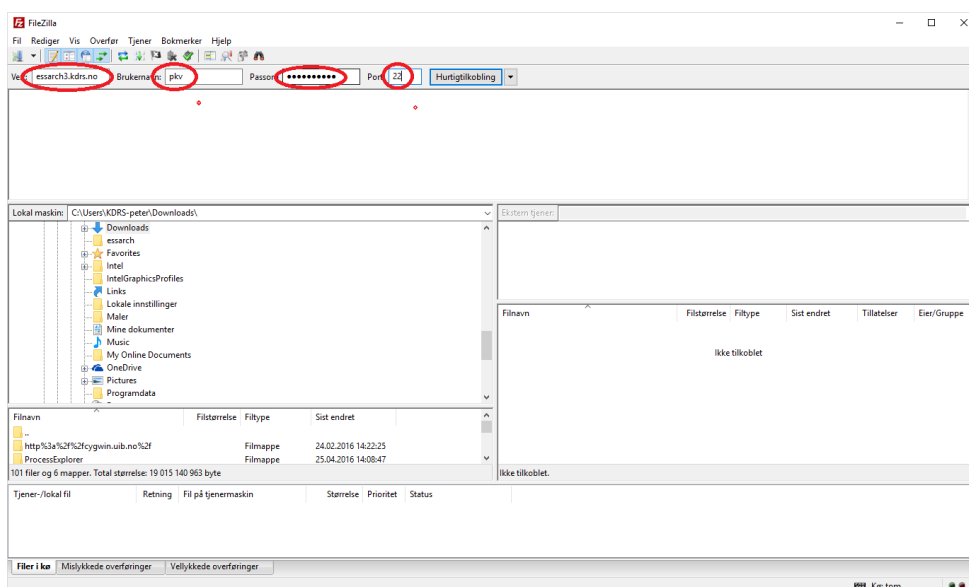 FileZilla
Fil Rediger Vis Overfør Tjener Bokmerker Hjelp
essarch3.kdrs.no pkv ●●●●●●●●●● Port 22 Hurtigtilkobling
Lokal maskin: C:\Users\KDRS-peter\Downloads\ Ekstern tjener:
Downloads
essarch
Favorites
Intel
IntelGraphicsProfiles
Links
Lokale innstillinger
Maler
Mine dokumenter
Music
My Online Documents
OneDrive
Pictures
Programdata
Filnavn Filstørrelse Filtype Sist endret Tillatelser Eier/Gruppe
Ikke tilkoblet
Filnavn Filstørrelse Filtype Sist endret
..
http%3a%2f%2fcygwin.uib.no%2f Filmappe 24.02.2016 14:22:25
ProcessExplorer Filmappe 25.04.2016 14:08:47
101 filer og 6 mapper. Total størrelse: 19 015 140 963 byte
Ikke tilkoblet.
Tjener-/lokal fil Retning Fil på tjenermaskin Størrelse Prioritet Status
Filer i kø Mislykkede overføringer Vellykkede overføringer